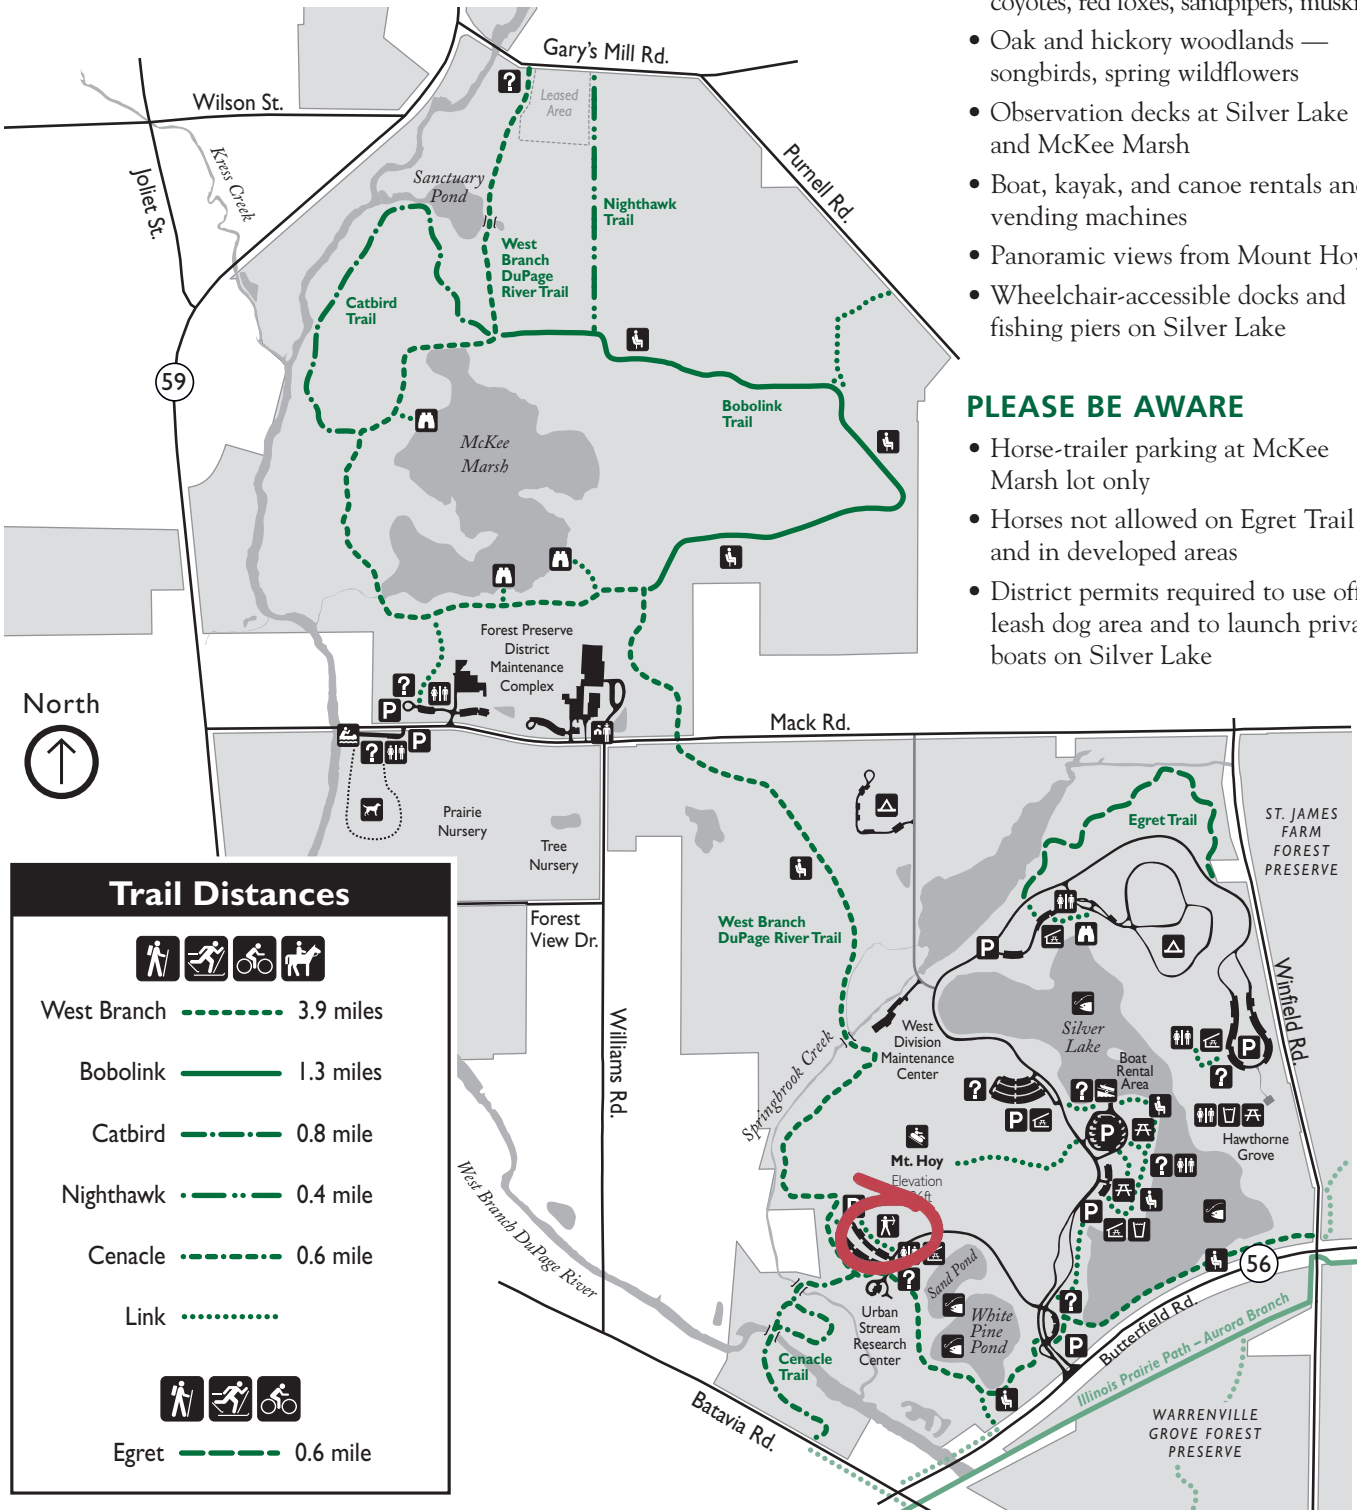 coyotes, red foxes, sandpipers,
• Oak and hickory woodlands —
songbirds, spring wildflowers
• Observation decks at Silver Lake
and McKee Marsh
• Boat, kayak, and canoe rentals
vending machines
• Panoramic views from Mount Hoy
• Wheelchair-accessible docks and
fishing piers on Silver Lake
PLEASE BE AWARE
• Horse-trailer parking at McKee
Marsh lot only
• Horses not allowed on Egret Trail
and in developed areas
• District permits required to use
leash dog area and to launch
boats on Silver Lake
Gary's Mill Rd.
?
Leased
Area
Wilson St.
Kress Creek
Joliet St.
Purnell Rd.
Sanctuary
Pond
Nighthawk
Trail
West
Branch
DuPage
River Trail
Catbird
Trail
59
Bobolink
Trail
McKee
Marsh
Forest Preserve
District
Maintenance
Complex
?
P
North
Mack Rd.
P
?
Prairie
Nursery
Tree
Nursery
Egret Trail
ST. JAMES
FARM
FOREST
PRESERVE
Forest
View Dr.
West Branch
DuPage River Trail
P
Winfield Rd.
Williams Rd.
Springbrook Creek
West
Division
Maintenance
Center
Silver
Lake
Boat
Rental
Area
P
?
?
?
P
P
Hawthorne
Grove
Mt. Hoy
Elevation
ft
?
P
P
West Branch DuPage River
?
Sand Pond
White
Pine
Pond
Urban
Stream
Research
Center
?
P
56
Butterfield Rd.
Illinois Prairie Path – Aurora Branch
Cenacle
Trail
Batavia Rd.
WARRENVILLE
GROVE FOREST
PRESERVE
Trail Distances
West Branch 3.9 miles
Bobolink 1.3 miles
Catbird 0.8 mile
Nighthawk 0.4 mile
Cenacle 0.6 mile
Link
Egret 0.6 mile